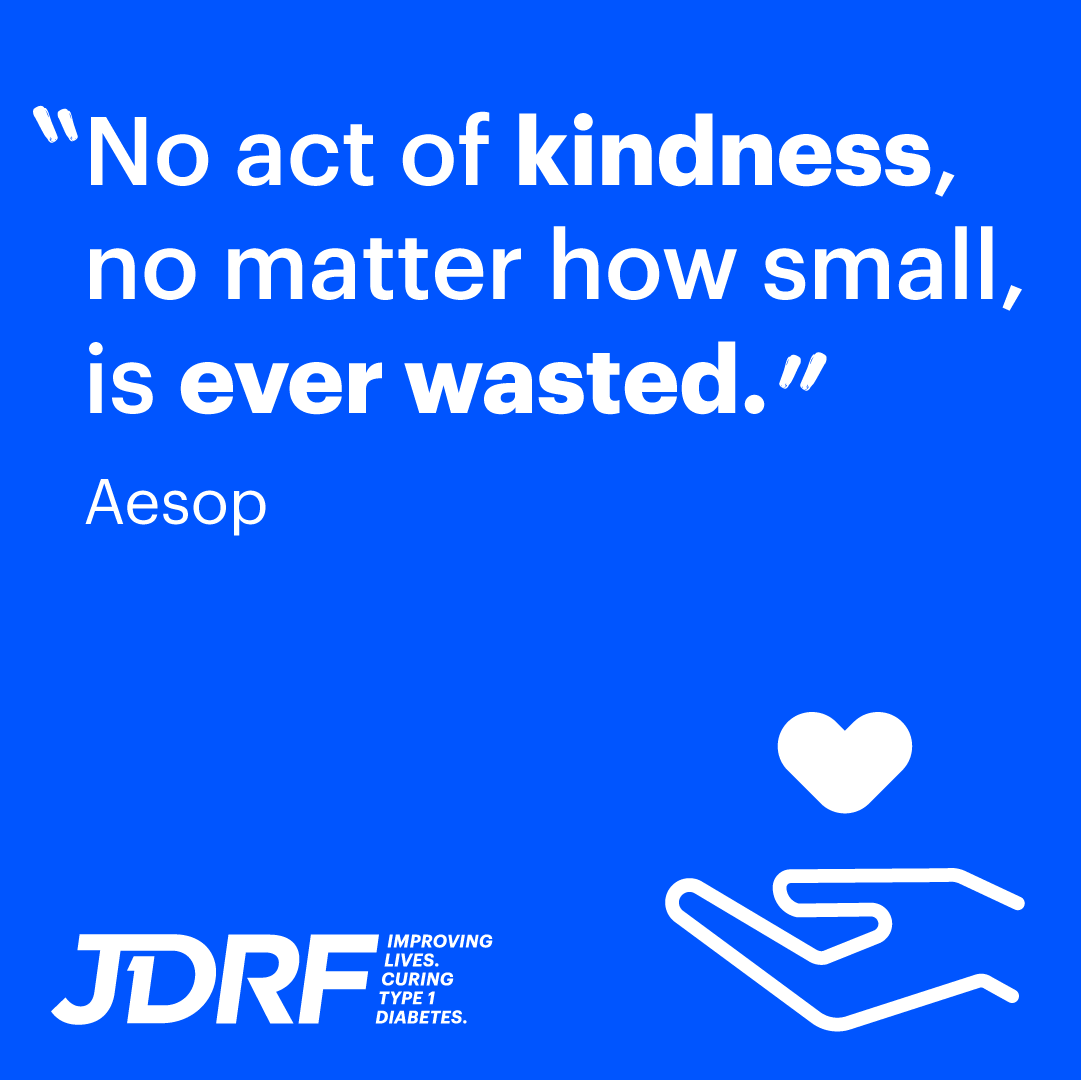 “No act of kindness,
no matter how small,
is ever wasted.”
Aesop
JDRF
IMPROVING
LIVES.
CURING
TYPE 1
DIABETES.